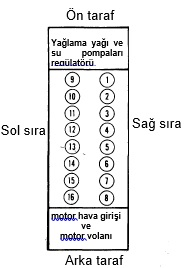 Ön taraf
Yağlama yağı ve
su pompaları
regülatörü.
9 1
10 2
11 3
12 4
Sol sıra
Sağ sıra
13 5
14 6
15 7
16 8
motor hava girişi
ve
motor volanı
Arka taraf